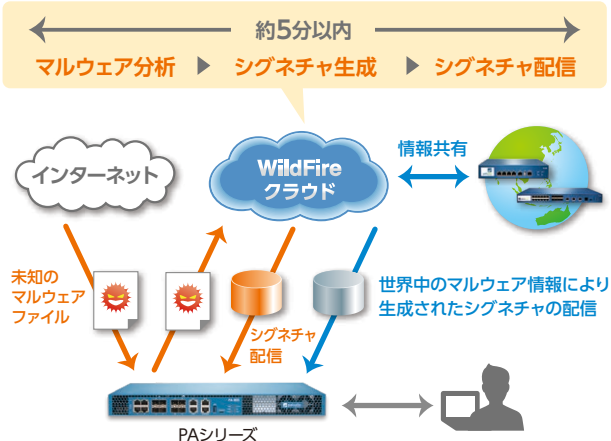 約5分以内
マルウェア分析 ▶ シグネチャ生成 ▶ シグネチャ配信
インターネット
WildFire
クラウド
情報共有
未知の
マルウェア
ファイル
シグネチャ
配信
世界中のマルウェア情報により
生成されたシグネチャの配信
PAシリーズ